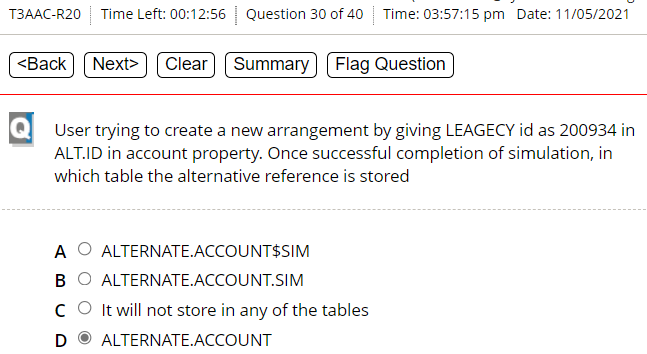 T3AAC-R20 Time Left: 00:12:56 Question 30 of 40 Time: 03:57:15 pm Date: 11/05/2021
<Back Next> Clear Summary Flag Question
Q User trying to create a new arrangement by giving LEAGECY id as 200934 in
ALT.ID in account property. Once successful completion of simulation, in
which table the alternative reference is stored
A ALTERNATE.ACCOUNT$SIM
B ALTERNATE.ACCOUNT.SIM
C It will not store in any of the tables
D ALTERNATE.ACCOUNT